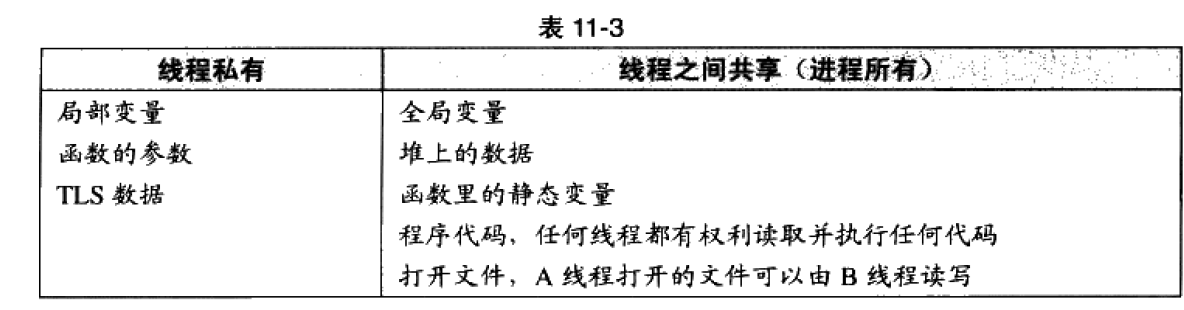 表 11-3
线程私有 线程之间共享（进程所有）
局部变量 全局变量
函数的参数 堆上的数据
TLS 数据 函数里的静态变量
程序代码，任何线程都有权利读取并执行任何代码
打开文件，A 线程打开的文件可以由 B 线程读写